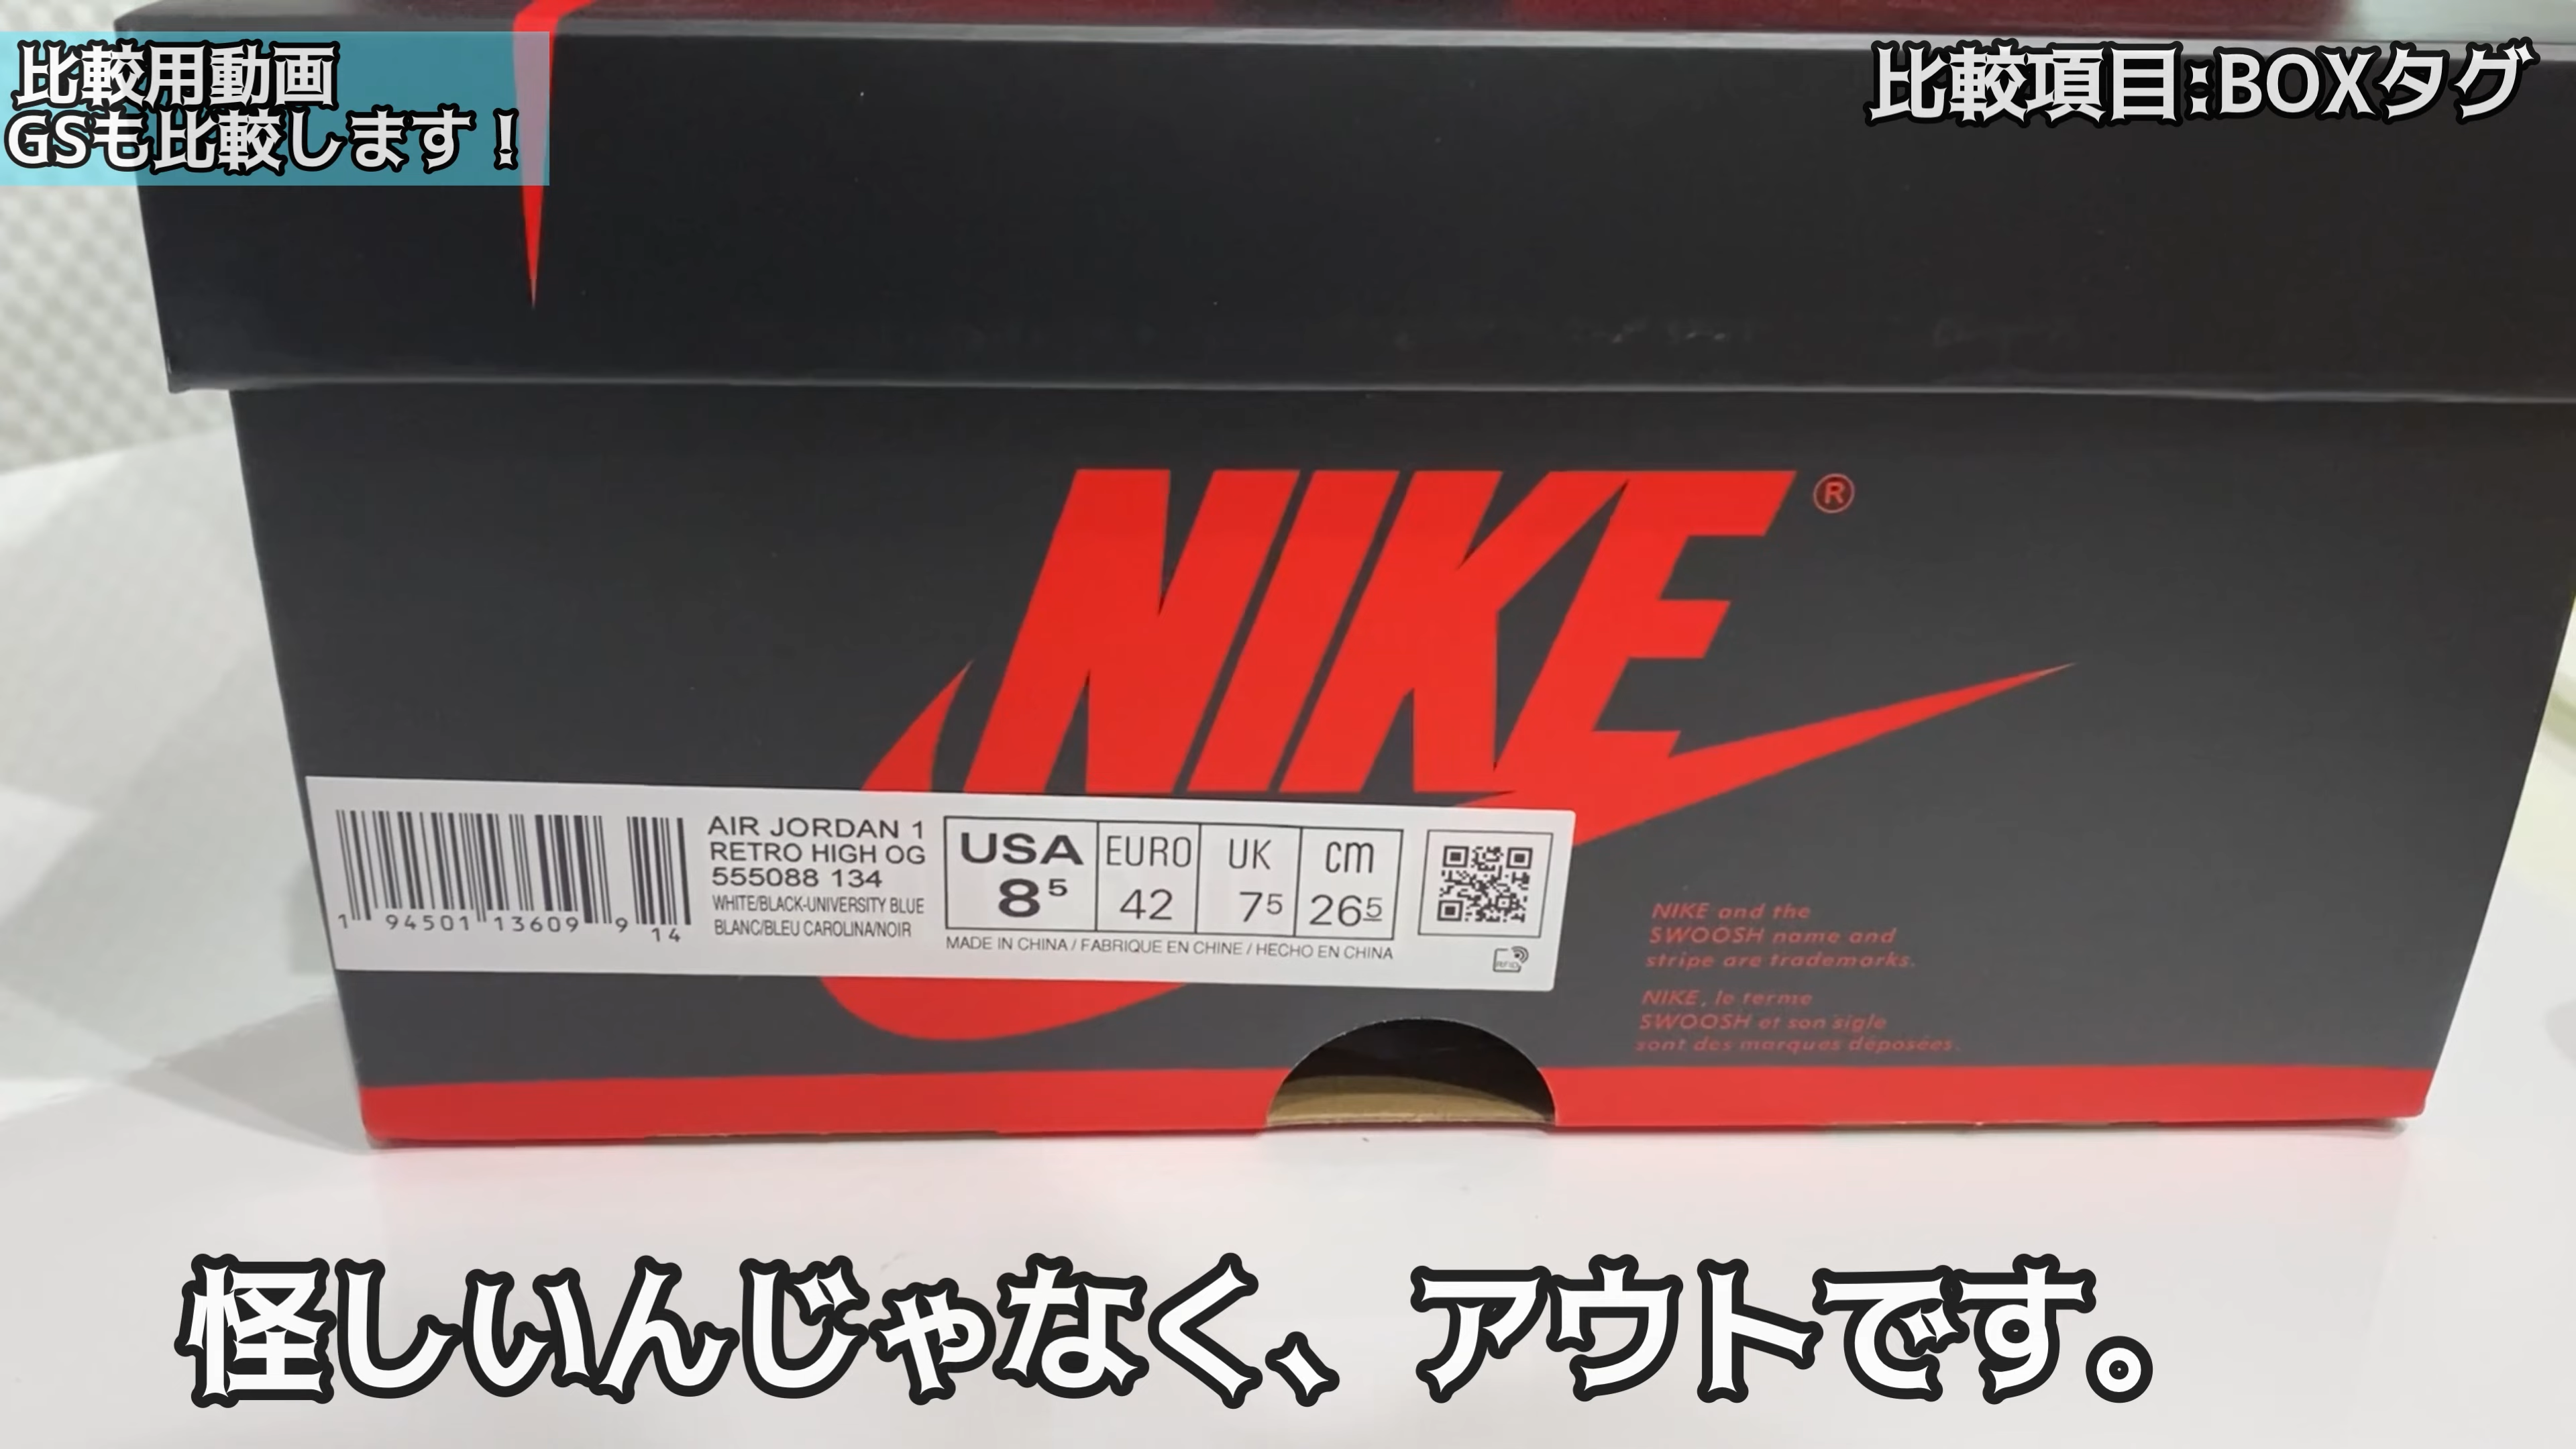 比較用動画
GSも比較します！
比較項目:BOXタグ
NIKE®
1 94501 13609 9 14
AIR JORDAN 1
RETRO HIGH OG
555088 134
WHITE/BLACK-UNIVERSITY BLUE
BLANC/BLEU CAROLINA/NOIR
USA EURO UK cm
8⁵ 42 7⁵ 26⁵
MADE IN CHINA / FABRIQUE EN CHINE / HECHO EN CHINA
RFID
NIKE and the
SWOOSH name and
stripe are trademarks.
NIKE, le terme
SWOOSH et son sigle
sont des marques déposées.
怪しいんじゃなく、アウトです。